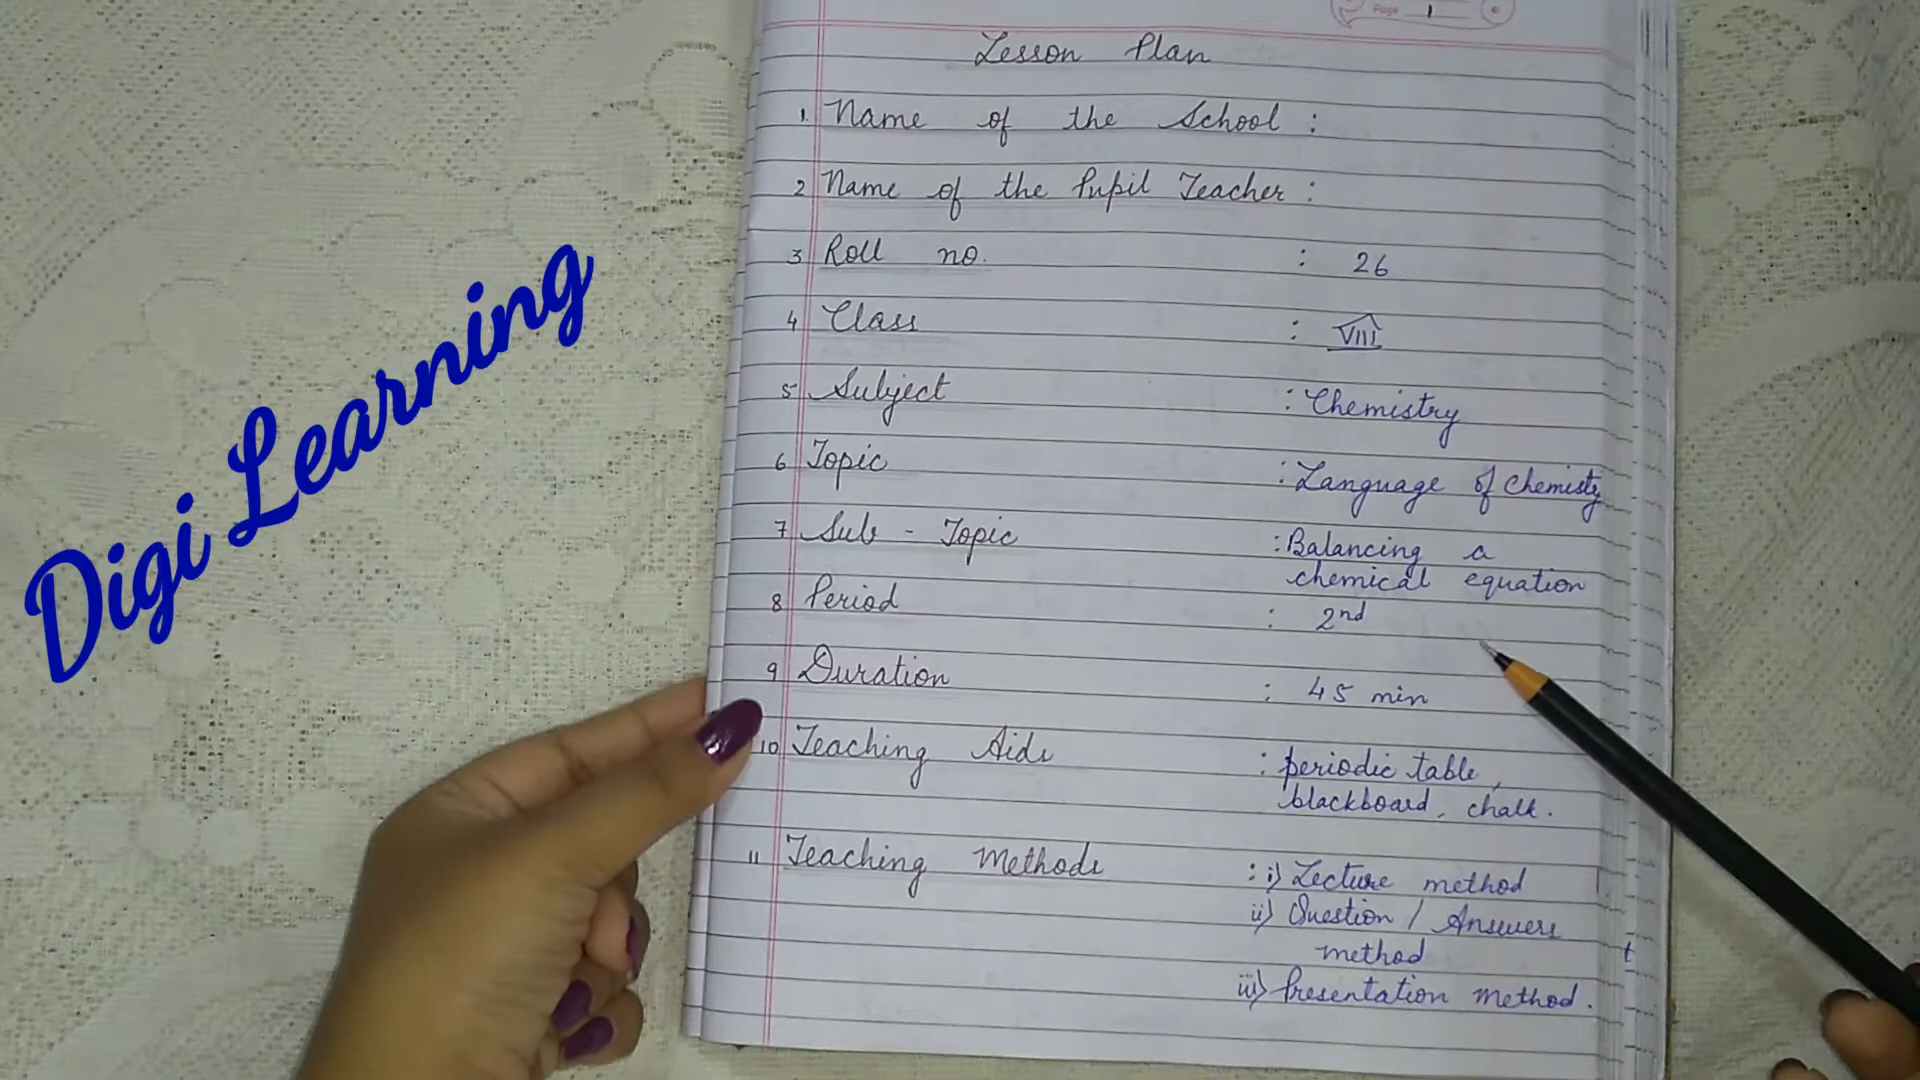 Page 1
Lesson Plan
1. Name of the School :
2 Name of the Pupil Teacher :
3 Roll no. : 26
4 Class : VIII
5 Subject : Chemistry
6 Topic : Language of Chemisty
7 Sub - Topic : Balancing a
chemical equation
8 Period : 2nd
9 Duration : 45 min
10 Teaching Aids : periodic table,
blackboard, chalk.
11 Teaching Methods : i) Lecture method
ii) Question / Answers
method
iii) Presentation method.
Digi Learning